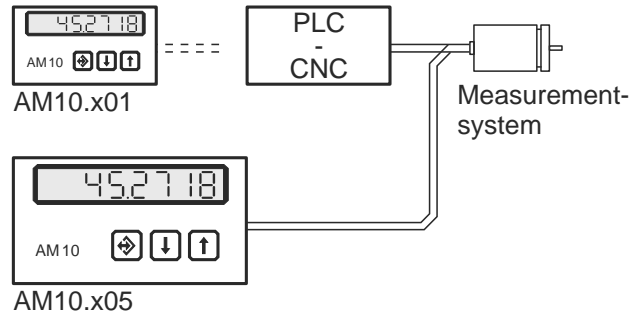 45.2718
AM10
AM10.x01
PLC
-
CNC
Measurement-
system
45.2718
AM10
AM10.x05